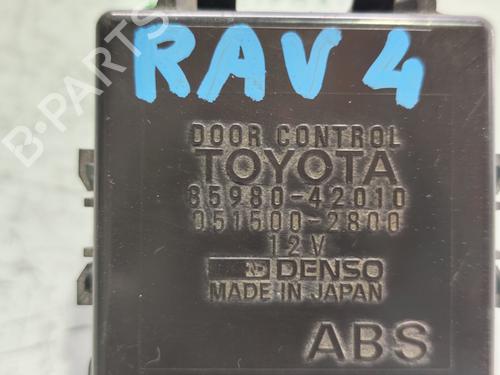 RAV 4
DOOR CONTROL
TOYOTA
85980-42010
051500-2800
12V
DENSO
MADE IN JAPAN
ABS
B-PARTS